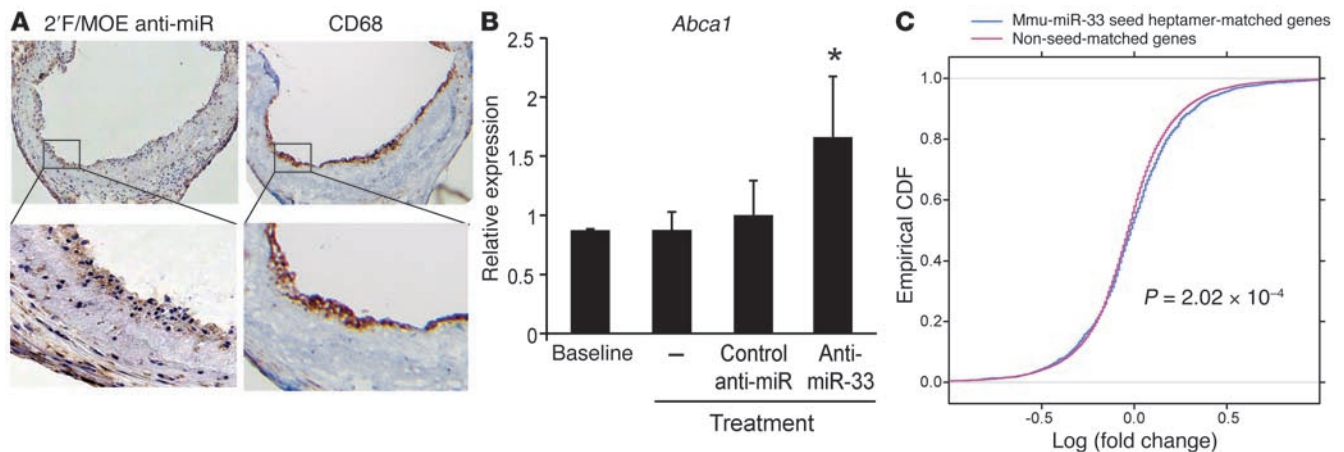 A 2'F/MOE anti-miR CD68
B Abca1
Relative expression
2.5
2
1.5
1
0.5
0
Baseline – Control anti-miR Anti-miR-33
Treatment
*
C Mmu-miR-33 seed heptamer-matched genes
Non-seed-matched genes
Empirical CDF
1.0
0.8
0.6
0.4
0.2
0.0
P = 2.02 × 10⁻⁴
-0.5 0.0 0.5
Log (fold change)